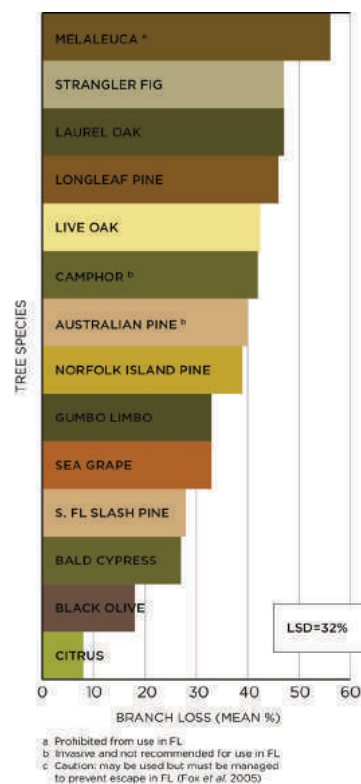 MELALEUCA a
STRANGLER FIG
LAUREL OAK
LONGLEAF PINE
LIVE OAK
CAMPHOR b
AUSTRALIAN PINE b
NORFOLK ISLAND PINE
GUMBO LIMBO
SEA GRAPE
S. FL SLASH PINE
BALD CYPRESS
BLACK OLIVE
CITRUS
TREE SPECIES
LSD=32%
0 10 20 30 40 50 60
BRANCH LOSS (MEAN %)
a Prohibited from use in FL
b Invasive and not recommended for use in FL
c Caution: may be used but must be managed
to prevent escape in FL (Fox et al. 2005)